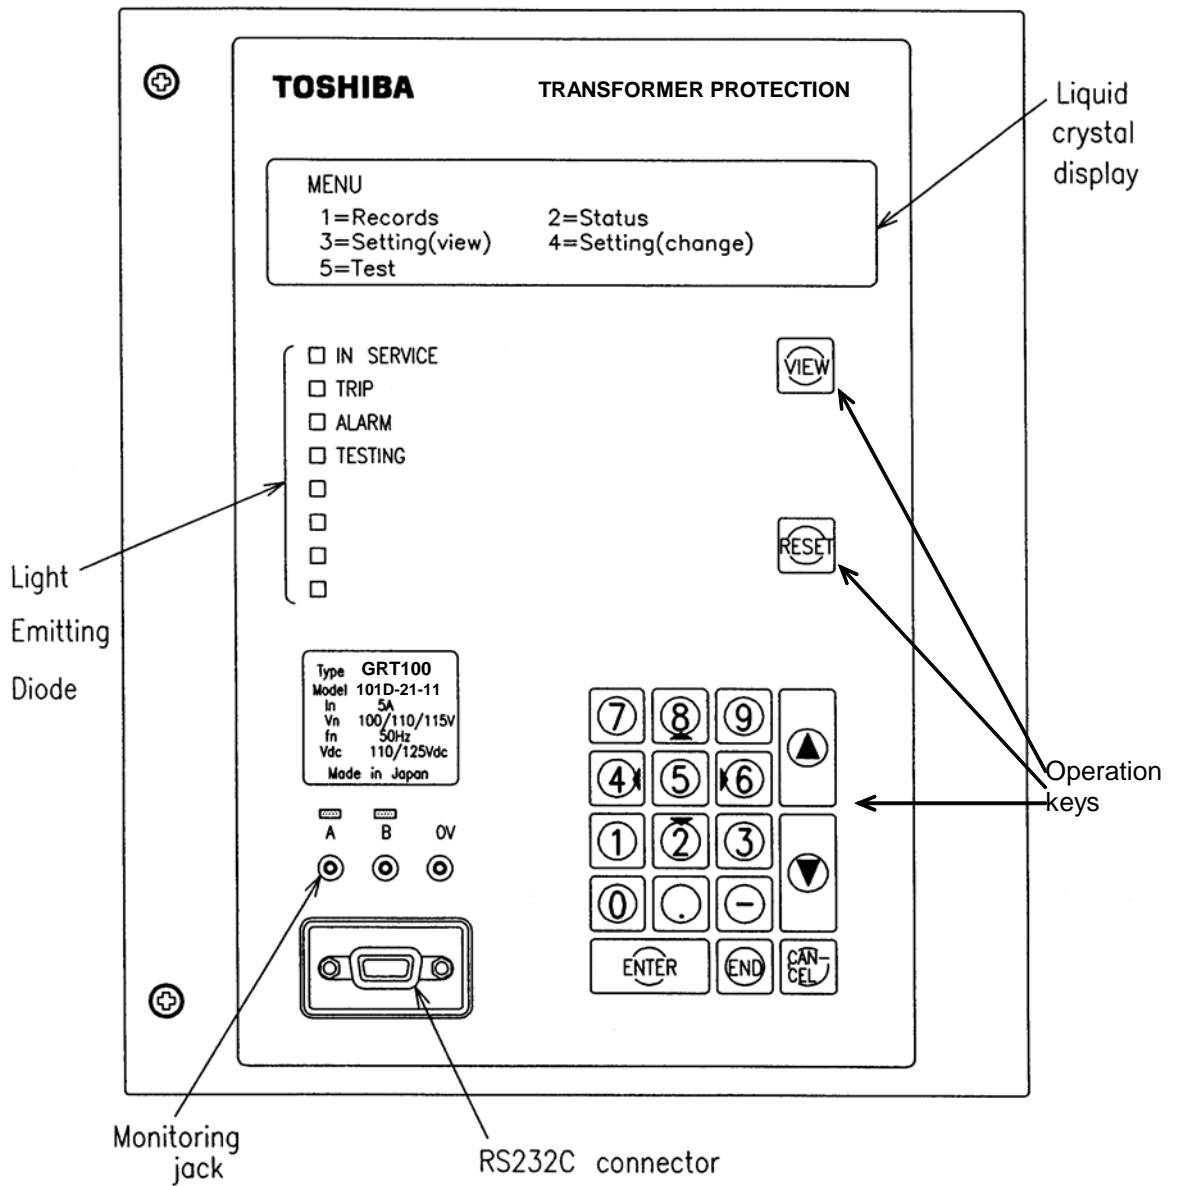 TOSHIBA TRANSFORMER PROTECTION
Liquid
crystal
display
MENU
1=Records 2=Status
3=Setting(view) 4=Setting(change)
5=Test
IN SERVICE
TRIP
ALARM
TESTING
VIEW
RESET
Light
Emitting
Diode
Type GRT100
Model 101D-21-11
In 5A
Vn 100/110/115V
fn 50Hz
Vdc 110/125Vdc
Made in Japan
A B 0V
7 8 9
4 5 6
1 2 3
0 . −
ENTER END CAN-
CEL
Operation
keys
Monitoring
jack
RS232C connector